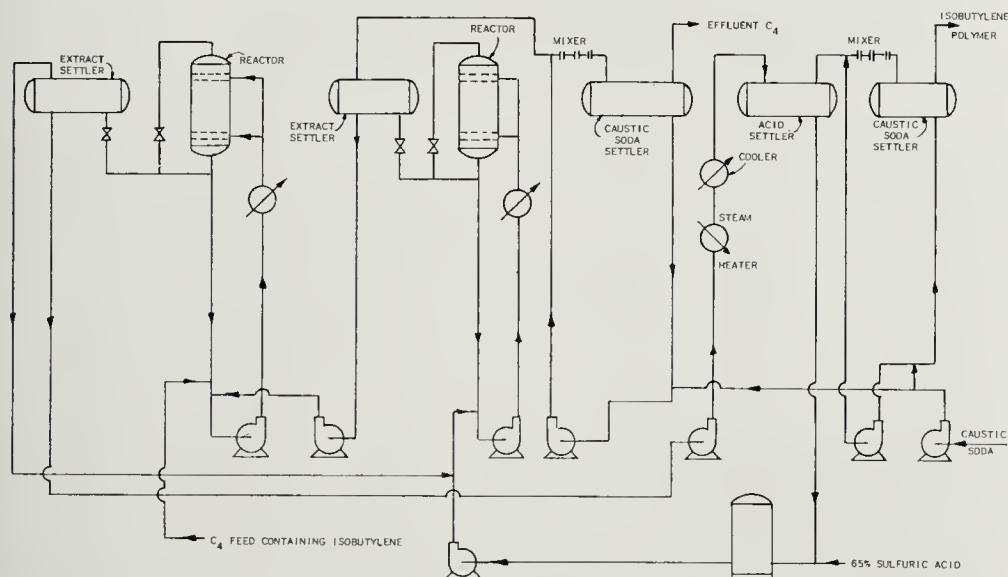 EXTRACT
SETTLER
REACTOR
EXTRACT
SETTLER
REACTOR
MIXER
EFFLUENT C₄
CAUSTIC
SODA
SETTLER
COOLER
STEAM
HEATER
ACID
SETTLER
MIXER
CAUSTIC
SODA
SETTLER
ISOBUTYLENE
POLYMER
CAUSTIC
SODA
C₄ FEED CONTAINING ISOBUTYLENE
65% SULFURIC ACID